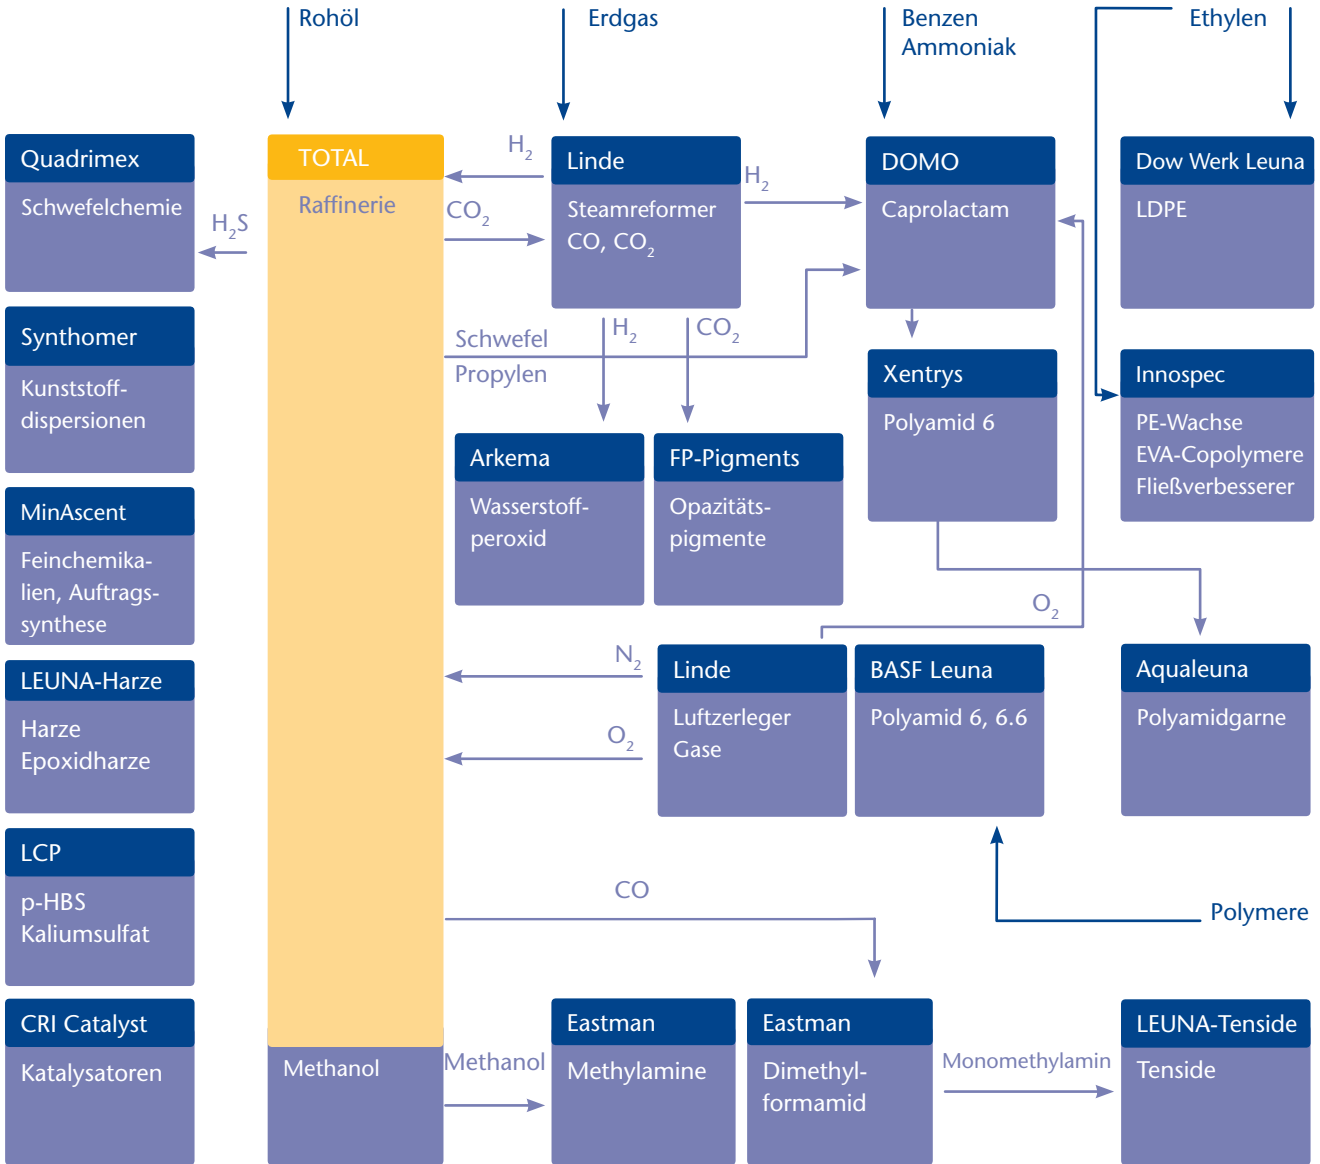 Rohöl
Erdgas
Benzen
Ammoniak
Ethylen
Quadrimex
Schwefelchemie
H₂S
TOTAL
Raffinerie
H₂
CO₂
Linde
Steamreformer
CO, CO₂
H₂
DOMO
Caprolactam
Dow Werk Leuna
LDPE
Synthomer
Kunststoff-
dispersionen
Schwefel
Propylen
H₂
CO₂
Xentrys
Polyamid 6
Innospec
PE-Wachse
EVA-Copolymere
Fließverbesserer
Arkema
Wasserstoff-
peroxid
FP-Pigments
Opazitäts-
pigmente
MinAscent
Feinchemika-
lien, Auftrags-
synthese
O₂
LEUNA-Harze
Harze
Epoxidharze
N₂
O₂
Linde
Luftzerleger
Gase
BASF Leuna
Polyamid 6, 6.6
Aqualeuna
Polyamidgarne
LCP
p-HBS
Kaliumsulfat
CO
Polymere
CRI Catalyst
Katalysatoren
Methanol
Methanol
Eastman
Methylamine
Eastman
Dimethyl-
formamid
Monomethylamin
LEUNA-Tenside
Tenside